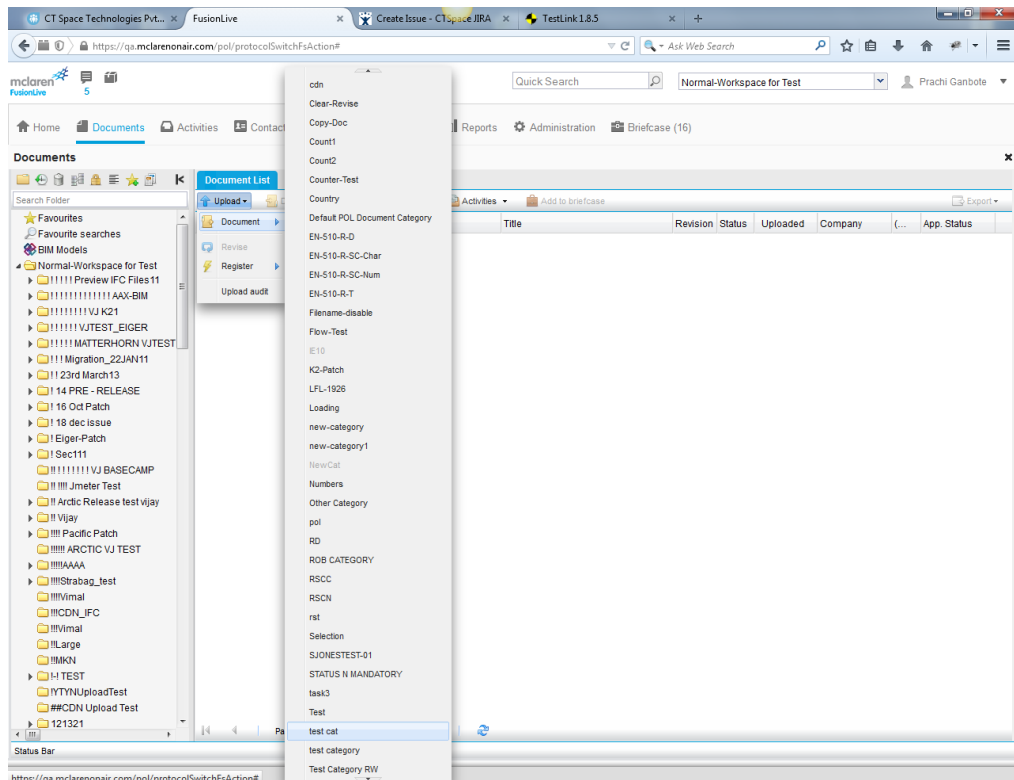 CT Space Technologies Pvt...
FusionLive
Create Issue - CTSpace JIRA
TestLink 1.8.5
https://qa.mclarenonair.com/pol/protocolSwitchFsAction#
Ask Web Search
mclaren
FusionLive
5
Quick Search
Normal-Workspace for Test
Prachi Ganbote
Home
Documents
Activities
Contact
Reports
Administration
Briefcase (16)
Documents
Document List
Search Folder
Upload
Activities
Add to briefcase
Export
Title
Revision
Status
Uploaded
Company
(...
App. Status
Document
Revise
Register
Upload audit
Favourites
Favourite searches
BIM Models
Normal-Workspace for Test
! ! ! ! ! Preview IFC Files11
! ! ! ! ! ! ! ! ! ! ! ! ! AAX-BIM
! ! ! ! ! ! ! ! VJ K21
! ! ! ! ! ! VJTEST_EIGER
! ! ! ! ! MATTERHORN VJTEST
! ! ! Migration_22JAN11
! ! 23rd March13
! 14 PRE - RELEASE
! 16 Oct Patch
! 18 dec issue
! Eiger-Patch
! Sec111
!! ! ! ! ! ! ! VJ BASECAMP
!! !!!! Jmeter Test
!! Arctic Release test vijay
!! Vijay
!!!! Pacific Patch
!!!!!! ARCTIC VJ TEST
!!!!!AAAA
!!!!Strabag_test
!!!!Vimal
!!!CDN_IFC
!!!Vimal
!!Large
!!MKN
!-! TEST
!YTYNUploadTest
##CDN Upload Test
121321
cdn
Clear-Revise
Copy-Doc
Count1
Count2
Counter-Test
Country
Default POL Document Category
EN-510-R-D
EN-510-R-SC-Char
EN-510-R-SC-Num
EN-510-R-T
Filename-disable
Flow-Test
IE10
K2-Patch
LFL-1926
Loading
new-category
new-category1
NewCat
Numbers
Other Category
pol
RD
ROB CATEGORY
RSCC
RSCN
rst
Selection
SJONESTEST-01
STATUS N MANDATORY
task3
Test
test cat
test category
Test Category RW
Pa
Status Bar
https://qa.mclarenonair.com/pol/protocolSwitchFsAction#